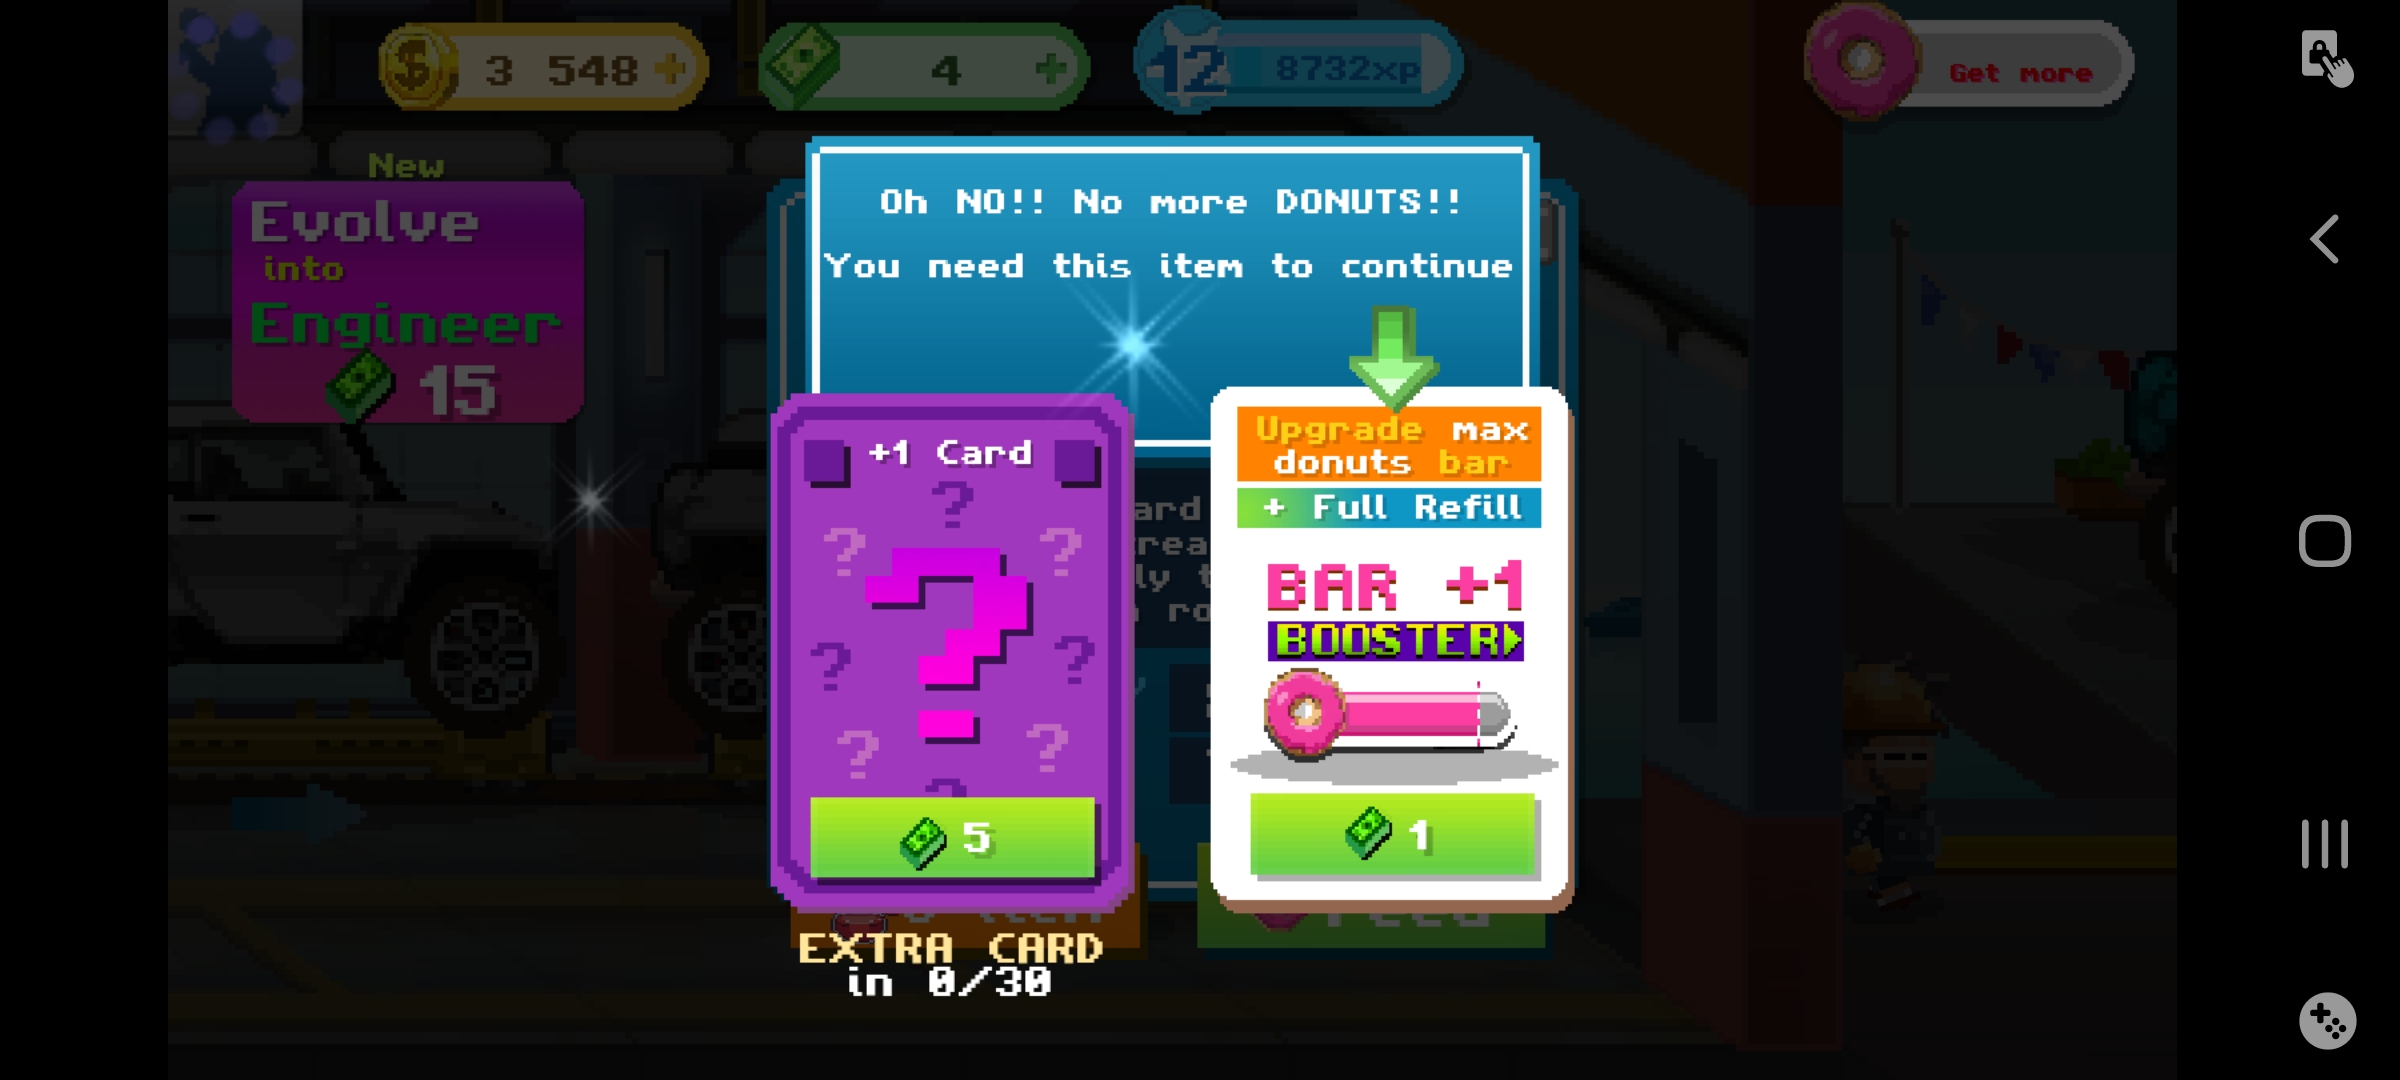 3 548 +
4 +
12 8732xp
Get more
New
Evolve
into
Engineer
15
Oh NO!! No more DONUTS!!
You need this item to continue
+1 Card
?
5
EXTRA CARD
in 0/30
Upgrade max
donuts bar
+ Full Refill
BAR +1
BOOSTER
1